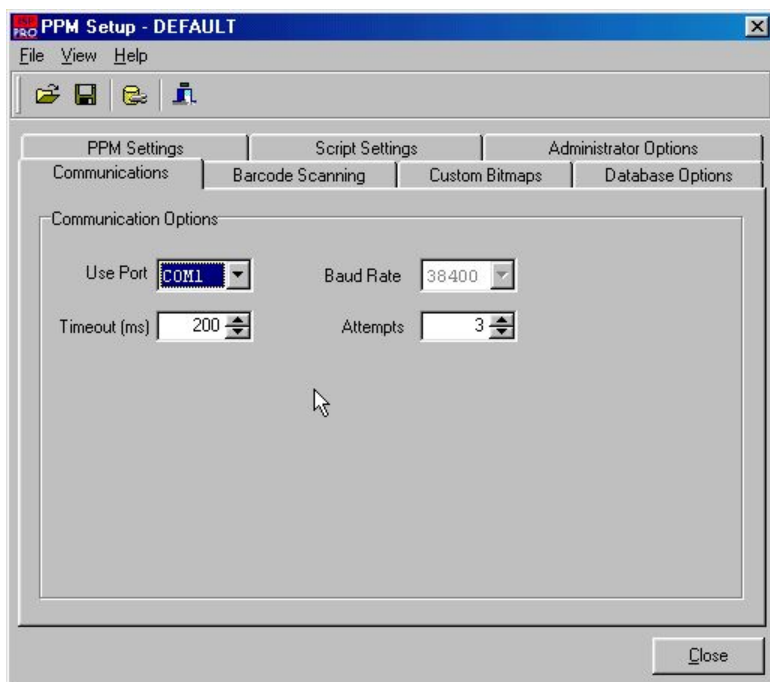 PPM Setup - DEFAULT
File View Help
PPM Settings Script Settings Administrator Options
Communications Barcode Scanning Custom Bitmaps Database Options
Communication Options
Use Port COM1 Baud Rate 38400
Timeout (ms) 200 Attempts 3
Close